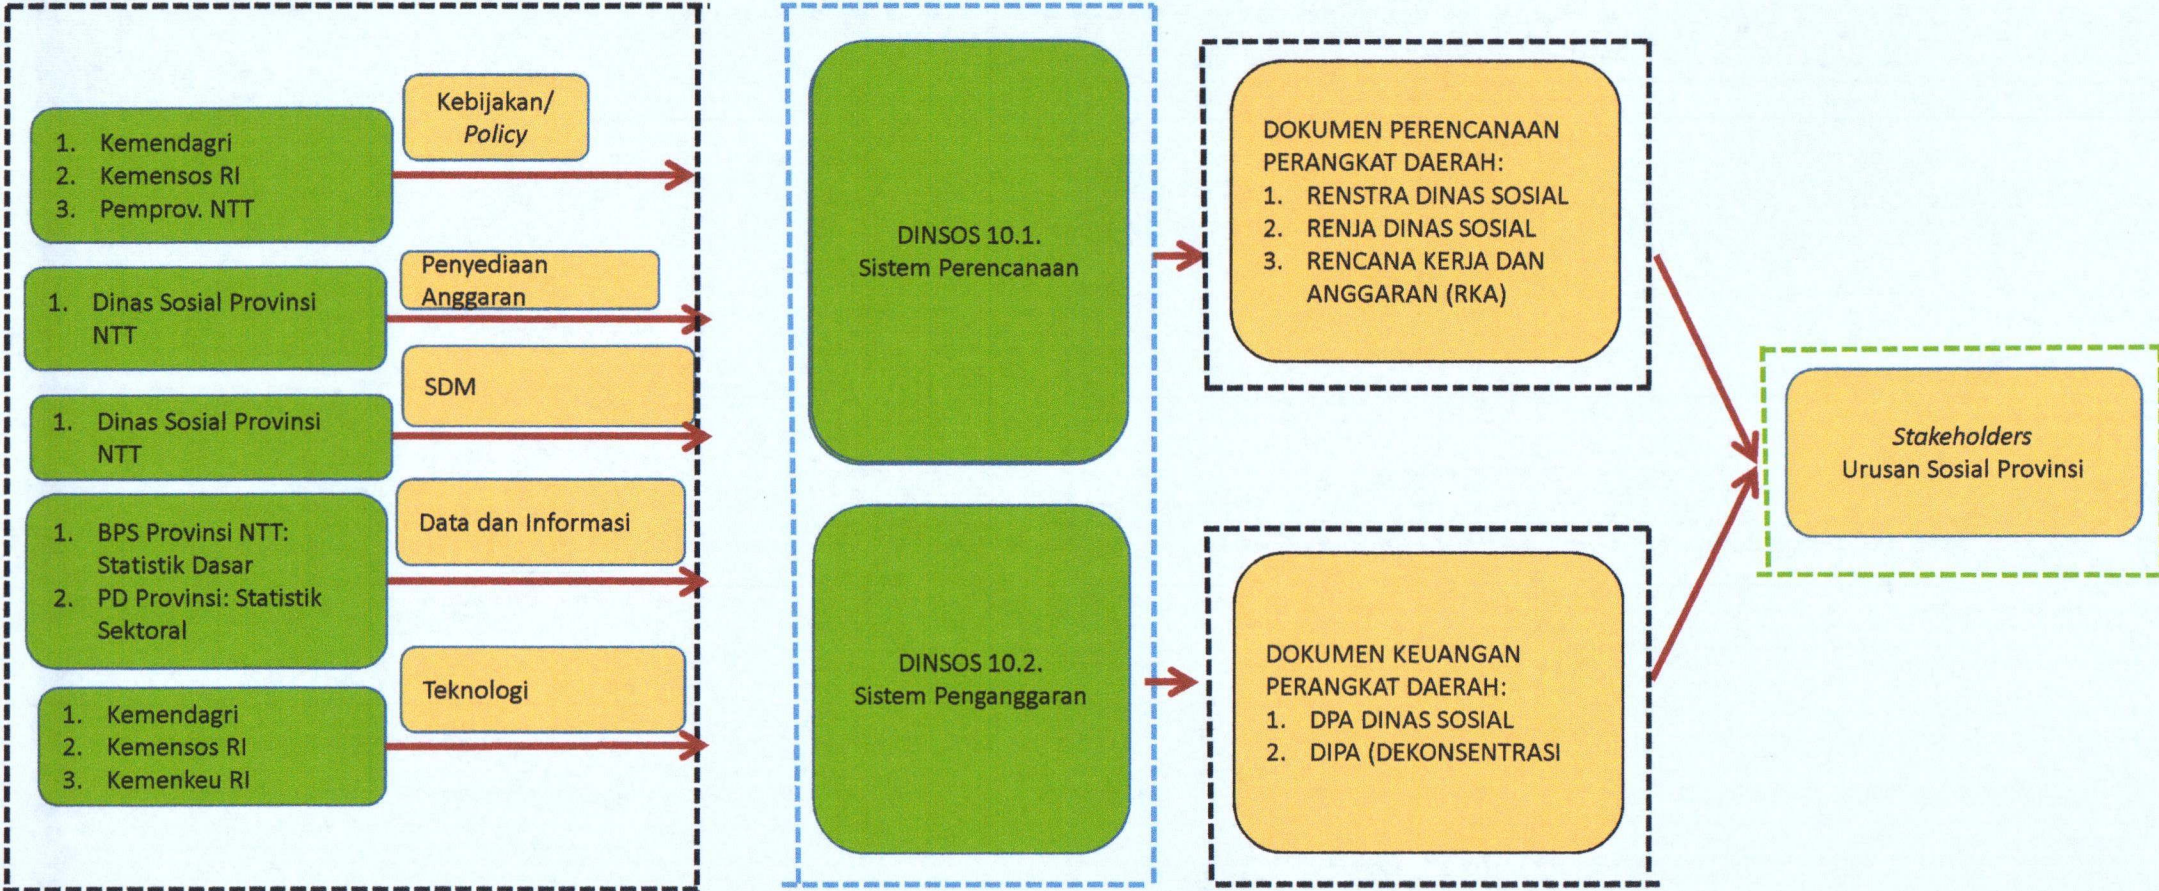 Kebijakan/
Policy
1. Kemendagri
2. Kemensos RI
3. Pemprov. NTT
Penyediaan
Anggaran
1. Dinas Sosial Provinsi
NTT
SDM
1. Dinas Sosial Provinsi
NTT
Data dan Informasi
1. BPS Provinsi NTT:
Statistik Dasar
2. PD Provinsi: Statistik
Sektoral
Teknologi
1. Kemendagri
2. Kemensos RI
3. Kemenkeu RI
DINSOS 10.1.
Sistem Perencanaan
DINSOS 10.2.
Sistem Penganggaran
DOKUMEN PERENCANAAN
PERANGKAT DAERAH:
1. RENSTRA DINAS SOSIAL
2. RENJA DINAS SOSIAL
3. RENCANA KERJA DAN
ANGGARAN (RKA)
DOKUMEN KEUANGAN
PERANGKAT DAERAH:
1. DPA DINAS SOSIAL
2. DIPA (DEKONSENTRASI
Stakeholders
Urusan Sosial Provinsi